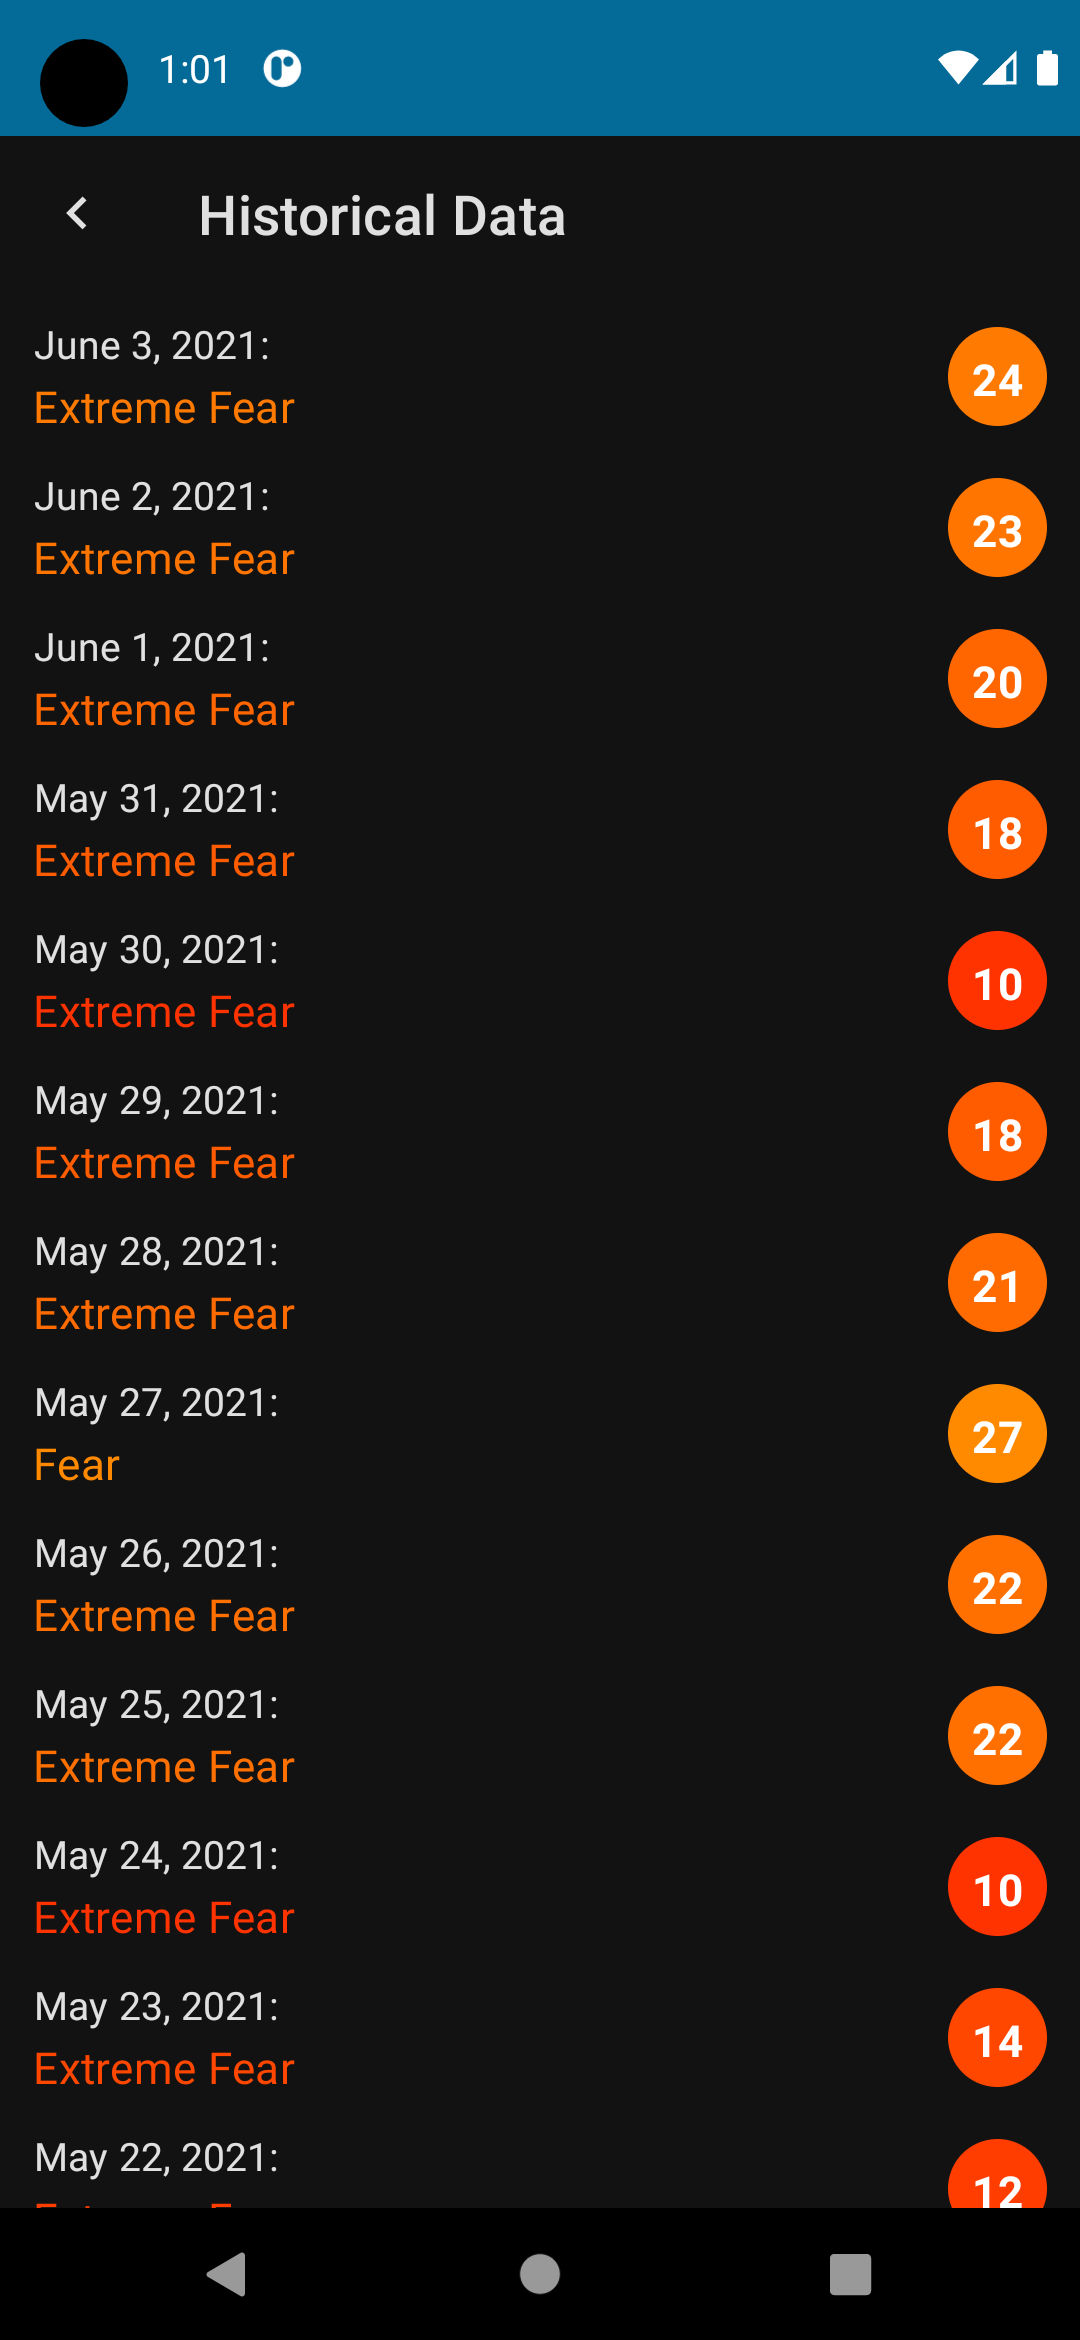 1:01
Historical Data
June 3, 2021:
Extreme Fear
24
June 2, 2021:
Extreme Fear
23
June 1, 2021:
Extreme Fear
20
May 31, 2021:
Extreme Fear
18
May 30, 2021:
Extreme Fear
10
May 29, 2021:
Extreme Fear
18
May 28, 2021:
Extreme Fear
21
May 27, 2021:
Fear
27
May 26, 2021:
Extreme Fear
22
May 25, 2021:
Extreme Fear
22
May 24, 2021:
Extreme Fear
10
May 23, 2021:
Extreme Fear
14
May 22, 2021:
12